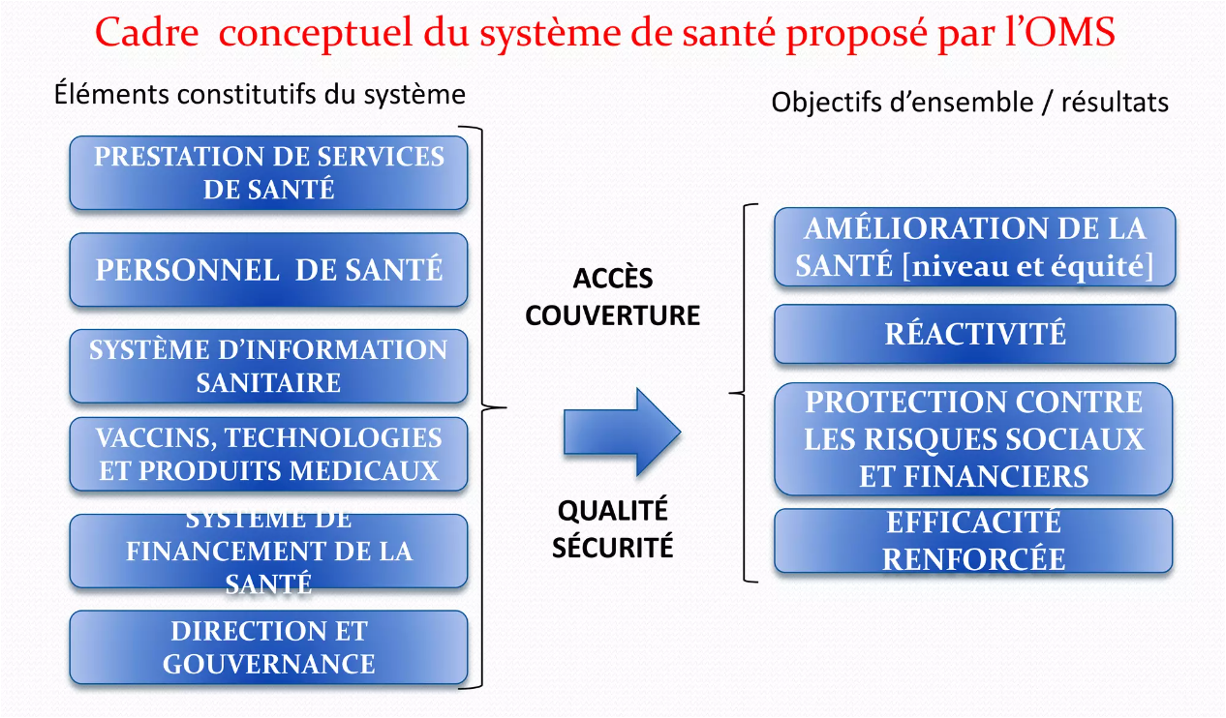 Cadre conceptuel du système de santé proposé par l'OMS
Éléments constitutifs du système
PRESTATION DE SERVICES
DE SANTÉ
PERSONNEL DE SANTÉ
SYSTÈME D'INFORMATION
SANITAIRE
VACCINS, TECHNOLOGIES
ET PRODUITS MEDICAUX
SYSTÈME DE
FINANCEMENT DE LA
SANTÉ
DIRECTION ET
GOUVERNANCE
ACCÈS
COUVERTURE
QUALITÉ
SÉCURITÉ
Objectifs d'ensemble / résultats
AMÉLIORATION DE LA
SANTÉ [niveau et équité]
RÉACTIVITÉ
PROTECTION CONTRE
LES RISQUES SOCIAUX
ET FINANCIERS
EFFICACITÉ
RENFORCÉE